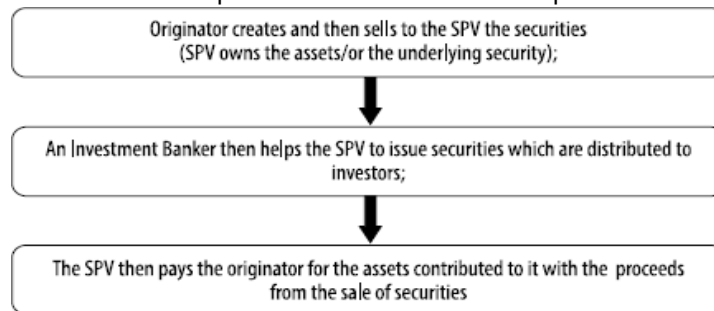 Originator creates and then sells to the SPV the securities
(SPV owns the assets/or the underlying security);
An Investment Banker then helps the SPV to issue securities which are distributed to
investors;
The SPV then pays the originator for the assets contributed to it with the proceeds
from the sale of securities